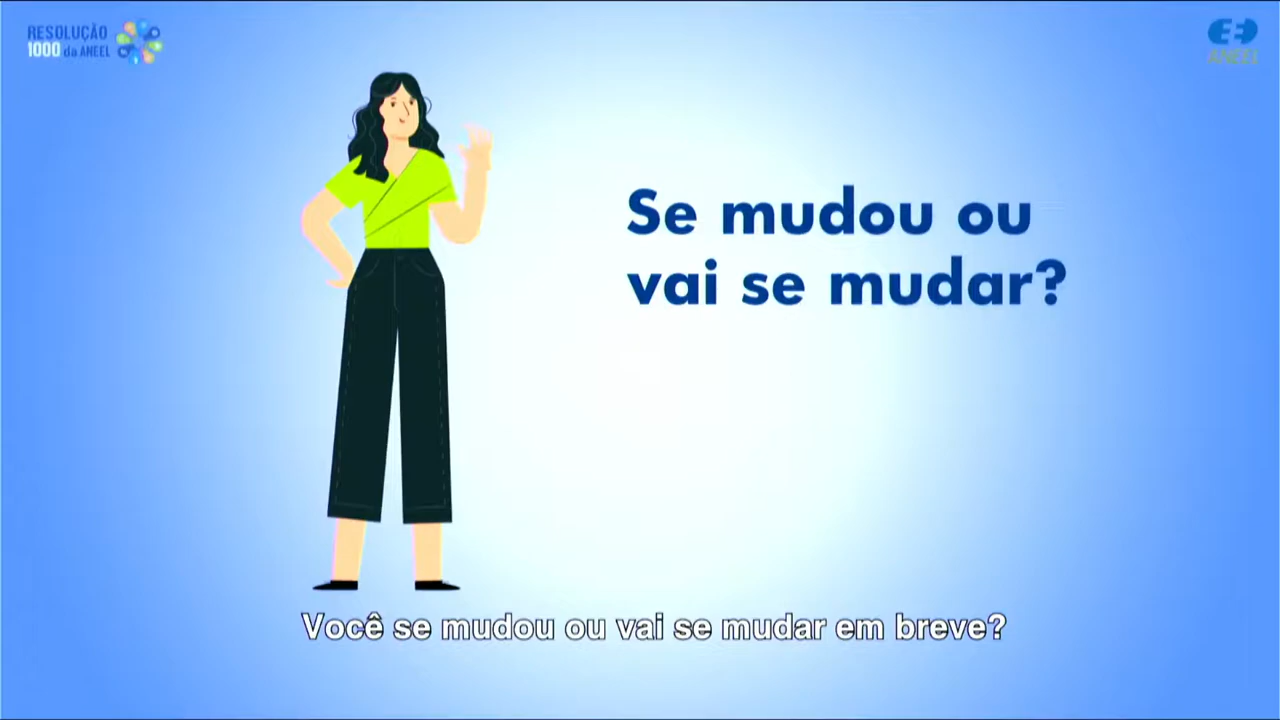 RESOLUÇÃO
1000 da ANEEL
ANEEL
Se mudou ou
vai se mudar?
Você se mudou ou vai se mudar em breve?